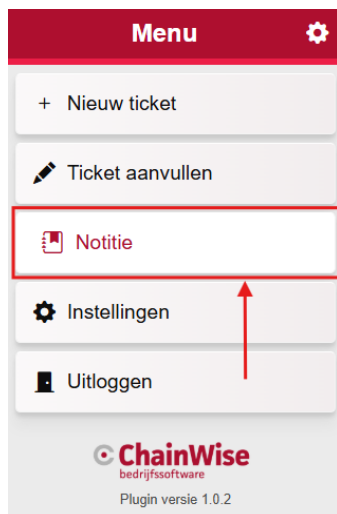 Menu
+ Nieuw ticket
Ticket aanvullen
Notitie
Instellingen
Uitloggen
ChainWise
bedrijfssoftware
Plugin versie 1.0.2